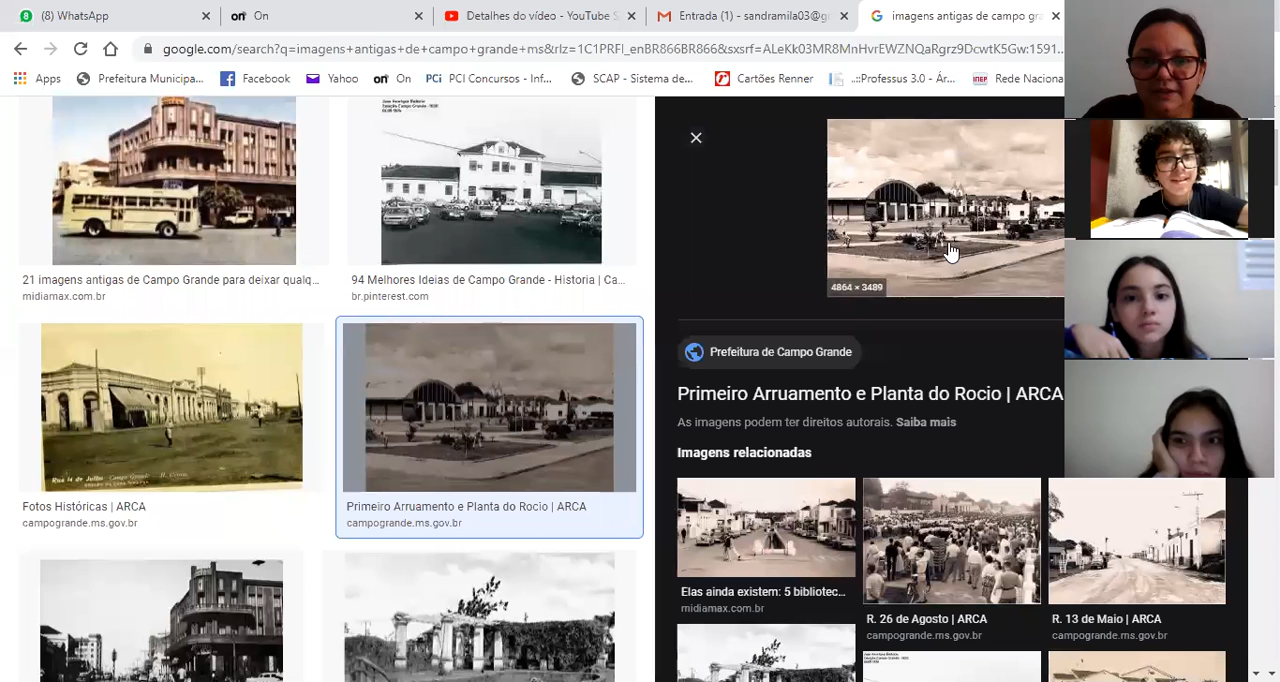 (8) WhatsApp
on On
Detalhes do vídeo - YouTube S
Entrada (1) - sandramila03@gr
imagens antigas de campo gra
google.com/search?q=imagens+antigas+de+campo+grande+ms&rlz=1C1PRFI_enBR866BR866&sxsrf=ALeKk03MR8MnHvrEWZNQaRgrz9DcwtK5Gw:1591...
Apps
Prefeitura Municipa...
Facebook
Yahoo
on On
PCi PCI Concursos - Inf...
SCAP - Sistema de...
Cartões Renner
..::Professus 3.0 - Ár...
INEP Rede Naciona
21 imagens antigas de Campo Grande para deixar qualq...
midiamax.com.br
94 Melhores Ideias de Campo Grande - Historia | Ca...
br.pinterest.com
4864 × 3489
Prefeitura de Campo Grande
Primeiro Arruamento e Planta do Rocio | ARCA
As imagens podem ter direitos autorais. Saiba mais
Imagens relacionadas
Rua 14 de Julho Campo Grande
Fotos Históricas | ARCA
campogrande.ms.gov.br
Primeiro Arruamento e Planta do Rocio | ARCA
campogrande.ms.gov.br
Elas ainda existem: 5 bibliotec...
midiamax.com.br
R. 26 de Agosto | ARCA
campogrande.ms.gov.br
R. 13 de Maio | ARCA
campogrande.ms.gov.br